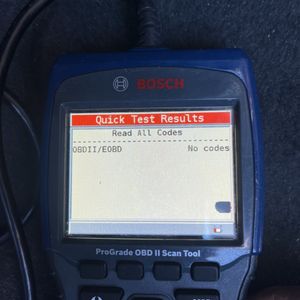 BOSCH
Quick Test Results
Read All Codes
OBDII/EOBD No codes
ProGrade OBD II Scan Tool